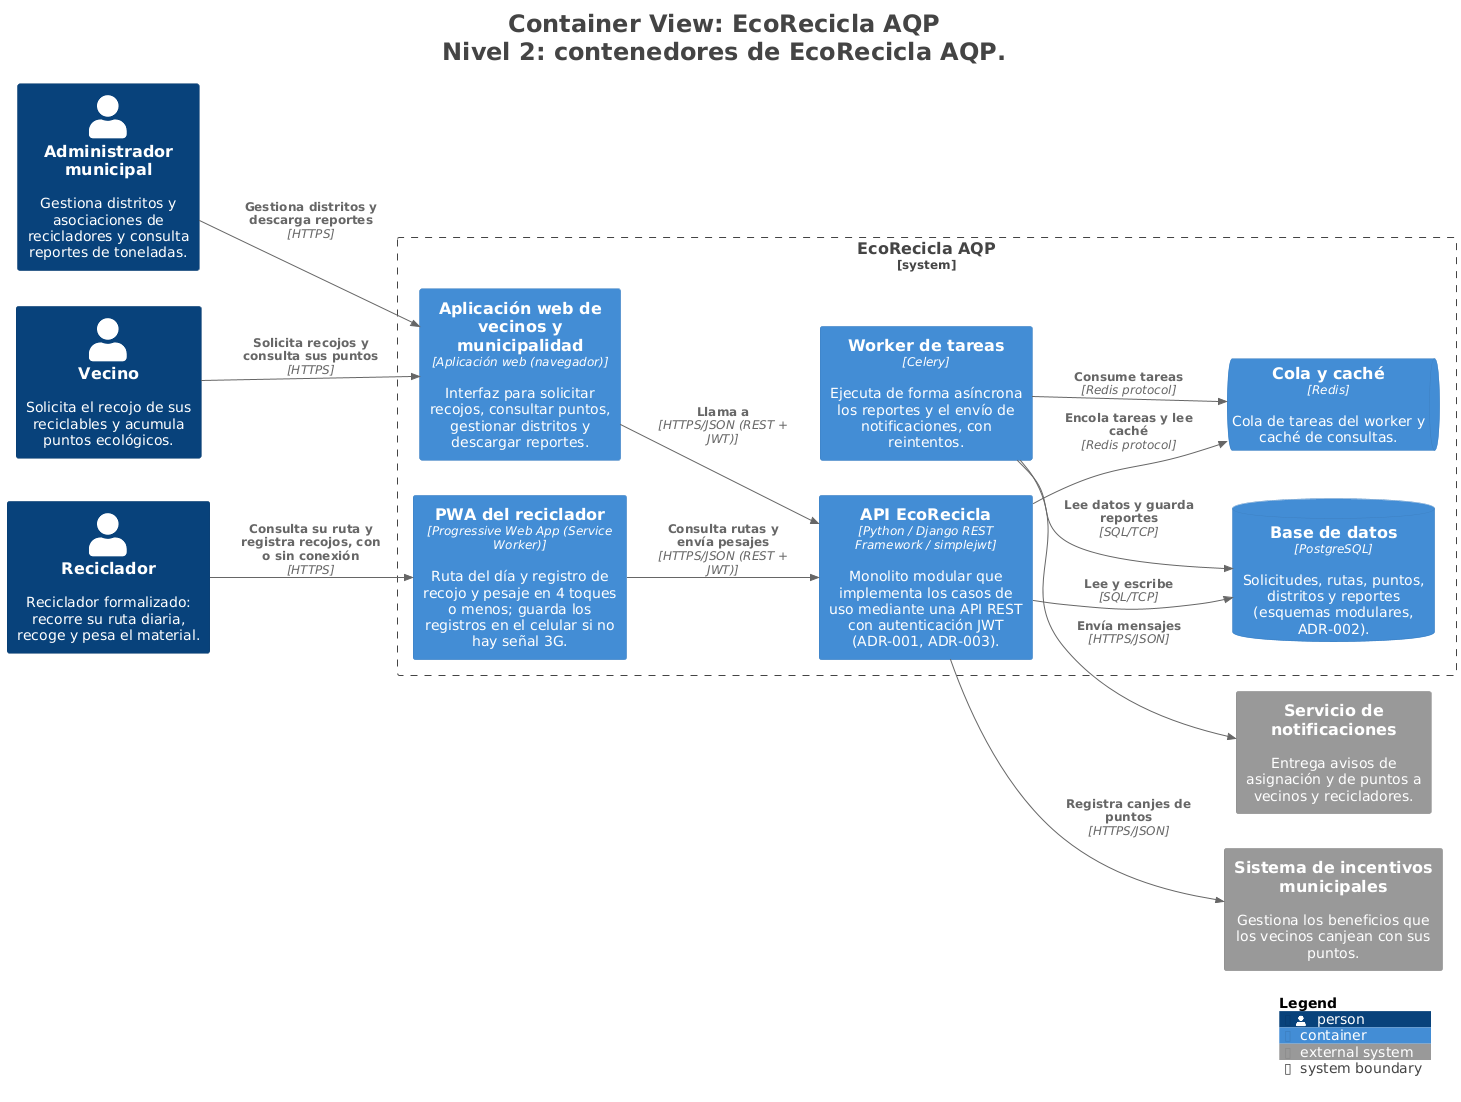 Container View: EcoRecicla AQP
Nivel 2: contenedores de EcoRecicla AQP.
Administrador
municipal
Gestiona distritos y
asociaciones de
recicladores y consulta
reportes de toneladas.
Gestiona distritos y
descarga reportes
[HTTPS]
Vecino
Solicita el recojo de sus
reciclables y acumula
puntos ecológicos.
Solicita recojos y
consulta sus puntos
[HTTPS]
Reciclador
Reciclador formalizado:
recorre su ruta diaria,
recoge y pesa el material.
Consulta su ruta y
registra recojos, con
o sin conexión
[HTTPS]
EcoRecicla AQP
[system]
Aplicación web de
vecinos y
municipalidad
[Aplicación web (navegador)]
Interfaz para solicitar
recojos, consultar puntos,
gestionar distritos y
descargar reportes.
Llama a
[HTTPS/JSON (REST +
JWT)]
PWA del reciclador
[Progressive Web App (Service
Worker)]
Ruta del día y registro de
recojo y pesaje en 4 toques
o menos; guarda los
registros en el celular si no
hay señal 3G.
Consulta rutas y
envía pesajes
[HTTPS/JSON (REST +
JWT)]
Worker de tareas
[Celery]
Ejecuta de forma asíncrona
los reportes y el envío de
notificaciones, con
reintentos.
API EcoRecicla
[Python / Django REST
Framework / simplejwt]
Monolito modular que
implementa los casos de
uso mediante una API REST
con autenticación JWT
(ADR-001, ADR-003).
Consume tareas
[Redis protocol]
Encola tareas y lee
caché
[Redis protocol]
Lee datos y guarda
reportes
[SQL/TCP]
Lee y escribe
[SQL/TCP]
Envía mensajes
[HTTPS/JSON]
Registra canjes de
puntos
[HTTPS/JSON]
Cola y caché
[Redis]
Cola de tareas del worker y
caché de consultas.
Base de datos
[PostgreSQL]
Solicitudes, rutas, puntos,
distritos y reportes
(esquemas modulares,
ADR-002).
Servicio de
notificaciones
Entrega avisos de
asignación y de puntos a
vecinos y recicladores.
Sistema de incentivos
municipales
Gestiona los beneficios que
los vecinos canjean con sus
puntos.
Legend
person
container
external system
system boundary